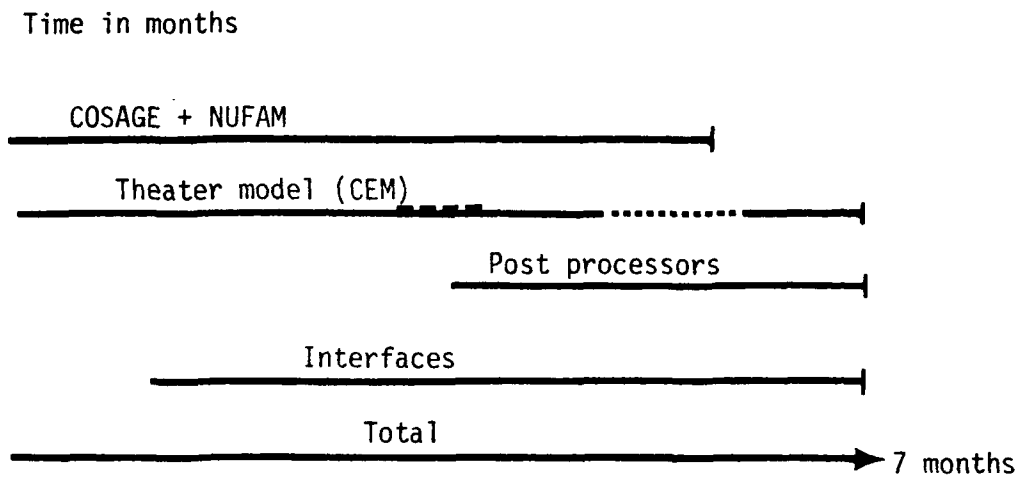 Time in months
COSAGE + NUFAM
Theater model (CEM)
Post processors
Interfaces
Total
7 months